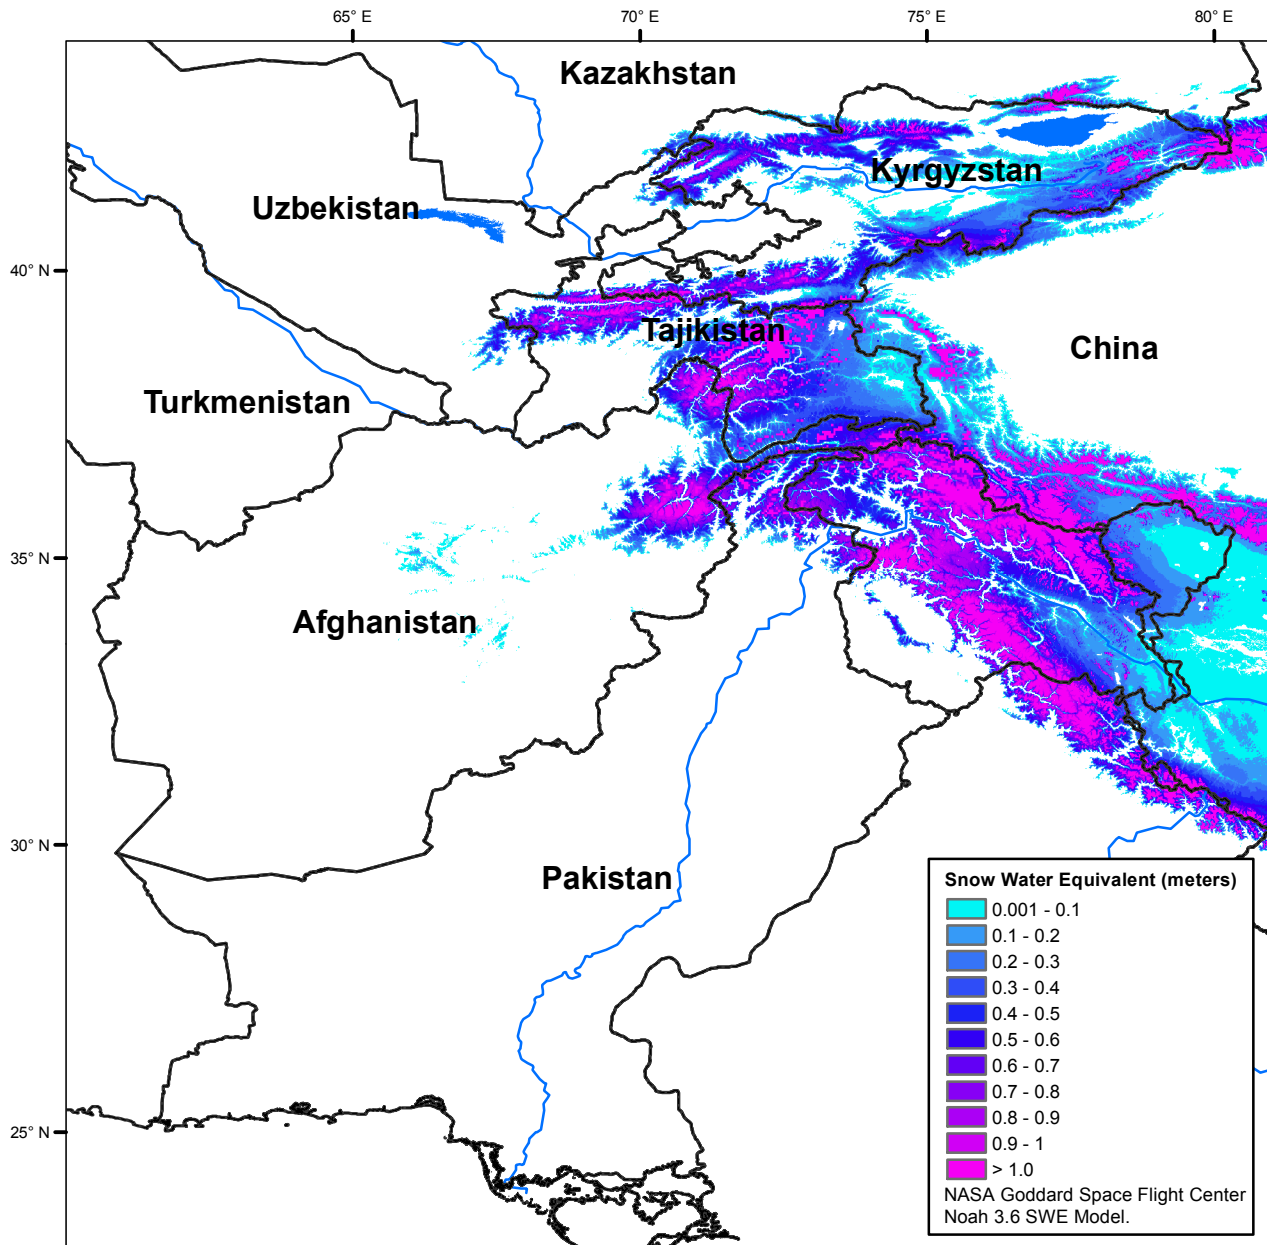 65° E
70° E
75° E
80° E
Kazakhstan
Kyrgyzstan
Uzbekistan
40° N
Tajikistan
China
Turkmenistan
35° N
Afghanistan
30° N
Pakistan
25° N
Snow Water Equivalent (meters)
0.001 - 0.1
0.1 - 0.2
0.2 - 0.3
0.3 - 0.4
0.4 - 0.5
0.5 - 0.6
0.6 - 0.7
0.7 - 0.8
0.8 - 0.9
0.9 - 1
> 1.0
NASA Goddard Space Flight Center
Noah 3.6 SWE Model.